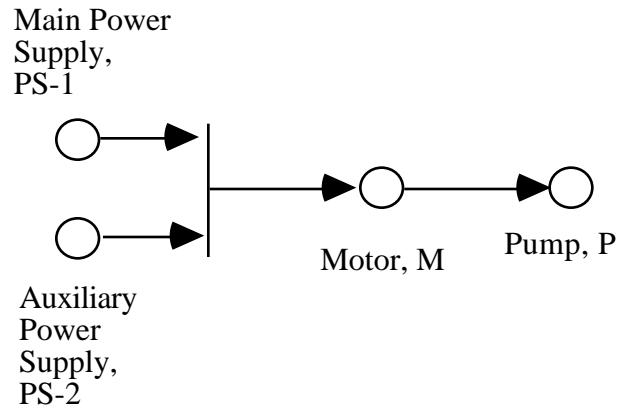 Main Power
Supply,
PS-1
Motor, M
Pump, P
Auxiliary
Power
Supply,
PS-2